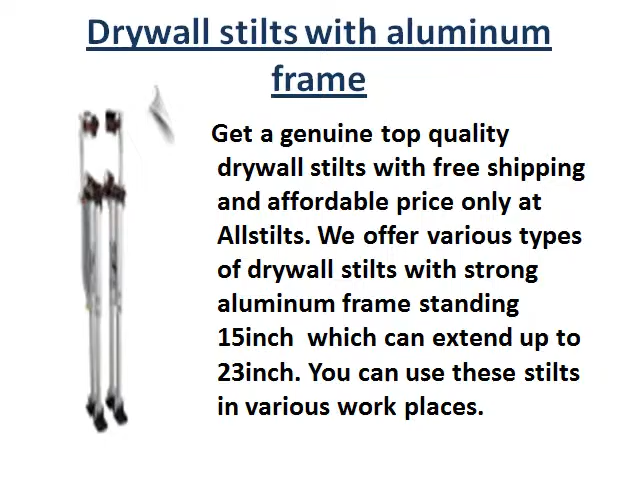 Drywall stilts with aluminum
frame
Get a genuine top quality
drywall stilts with free shipping
and affordable price only at
Allstilts. We offer various types
of drywall stilts with strong
aluminum frame standing
15inch  which can extend up to
23inch. You can use these stilts
in various work places.